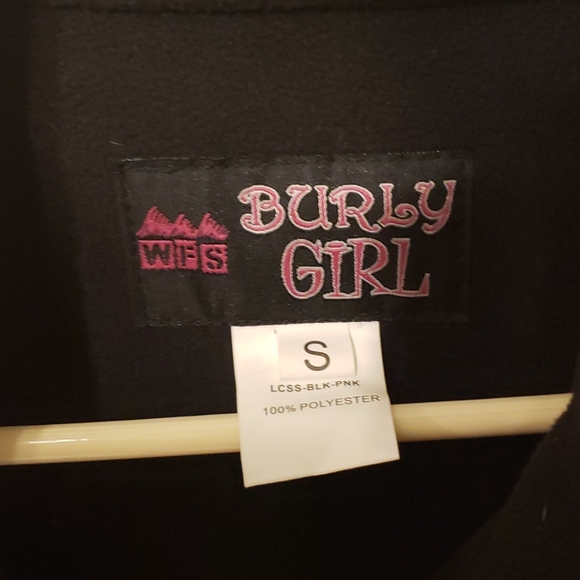 WFS
BURLY
GIRL
S
LCSS-BLK-PNK
100% POLYESTER